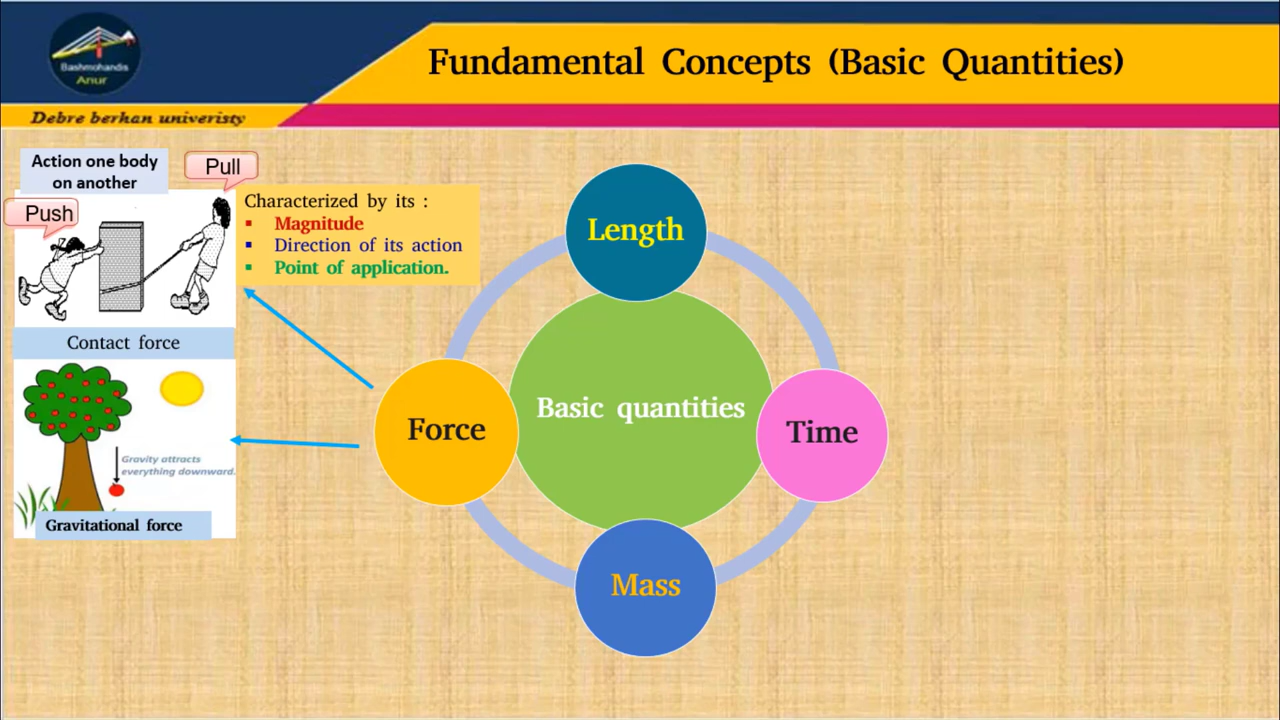 Fundamental Concepts (Basic Quantities)
Bashmohandis
Anur
Debre berhan univeristy
Action one body
on another
Pull
Push
Characterized by its :
▪ Magnitude
▪ Direction of its action
▪ Point of application.
Contact force
Gravity attracts
everything downward.
Gravitational force
Length
Force
Basic quantities
Time
Mass